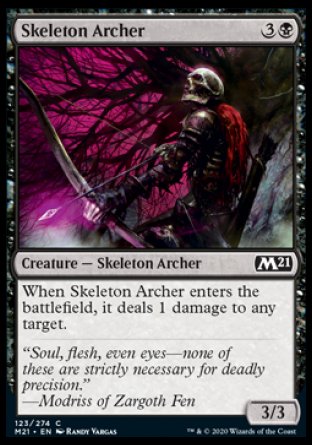 Skeleton Archer 3
Creature — Skeleton Archer M21
When Skeleton Archer enters the
battlefield, it deals 1 damage to any
target.
“Soul, flesh, even eyes—none of
these are strictly necessary for deadly
precision.”
—Modriss of Zargoth Fen
3/3
123/274 C
M21 • EN RANDY VARGAS ™ & © 2020 Wizards of the Coast